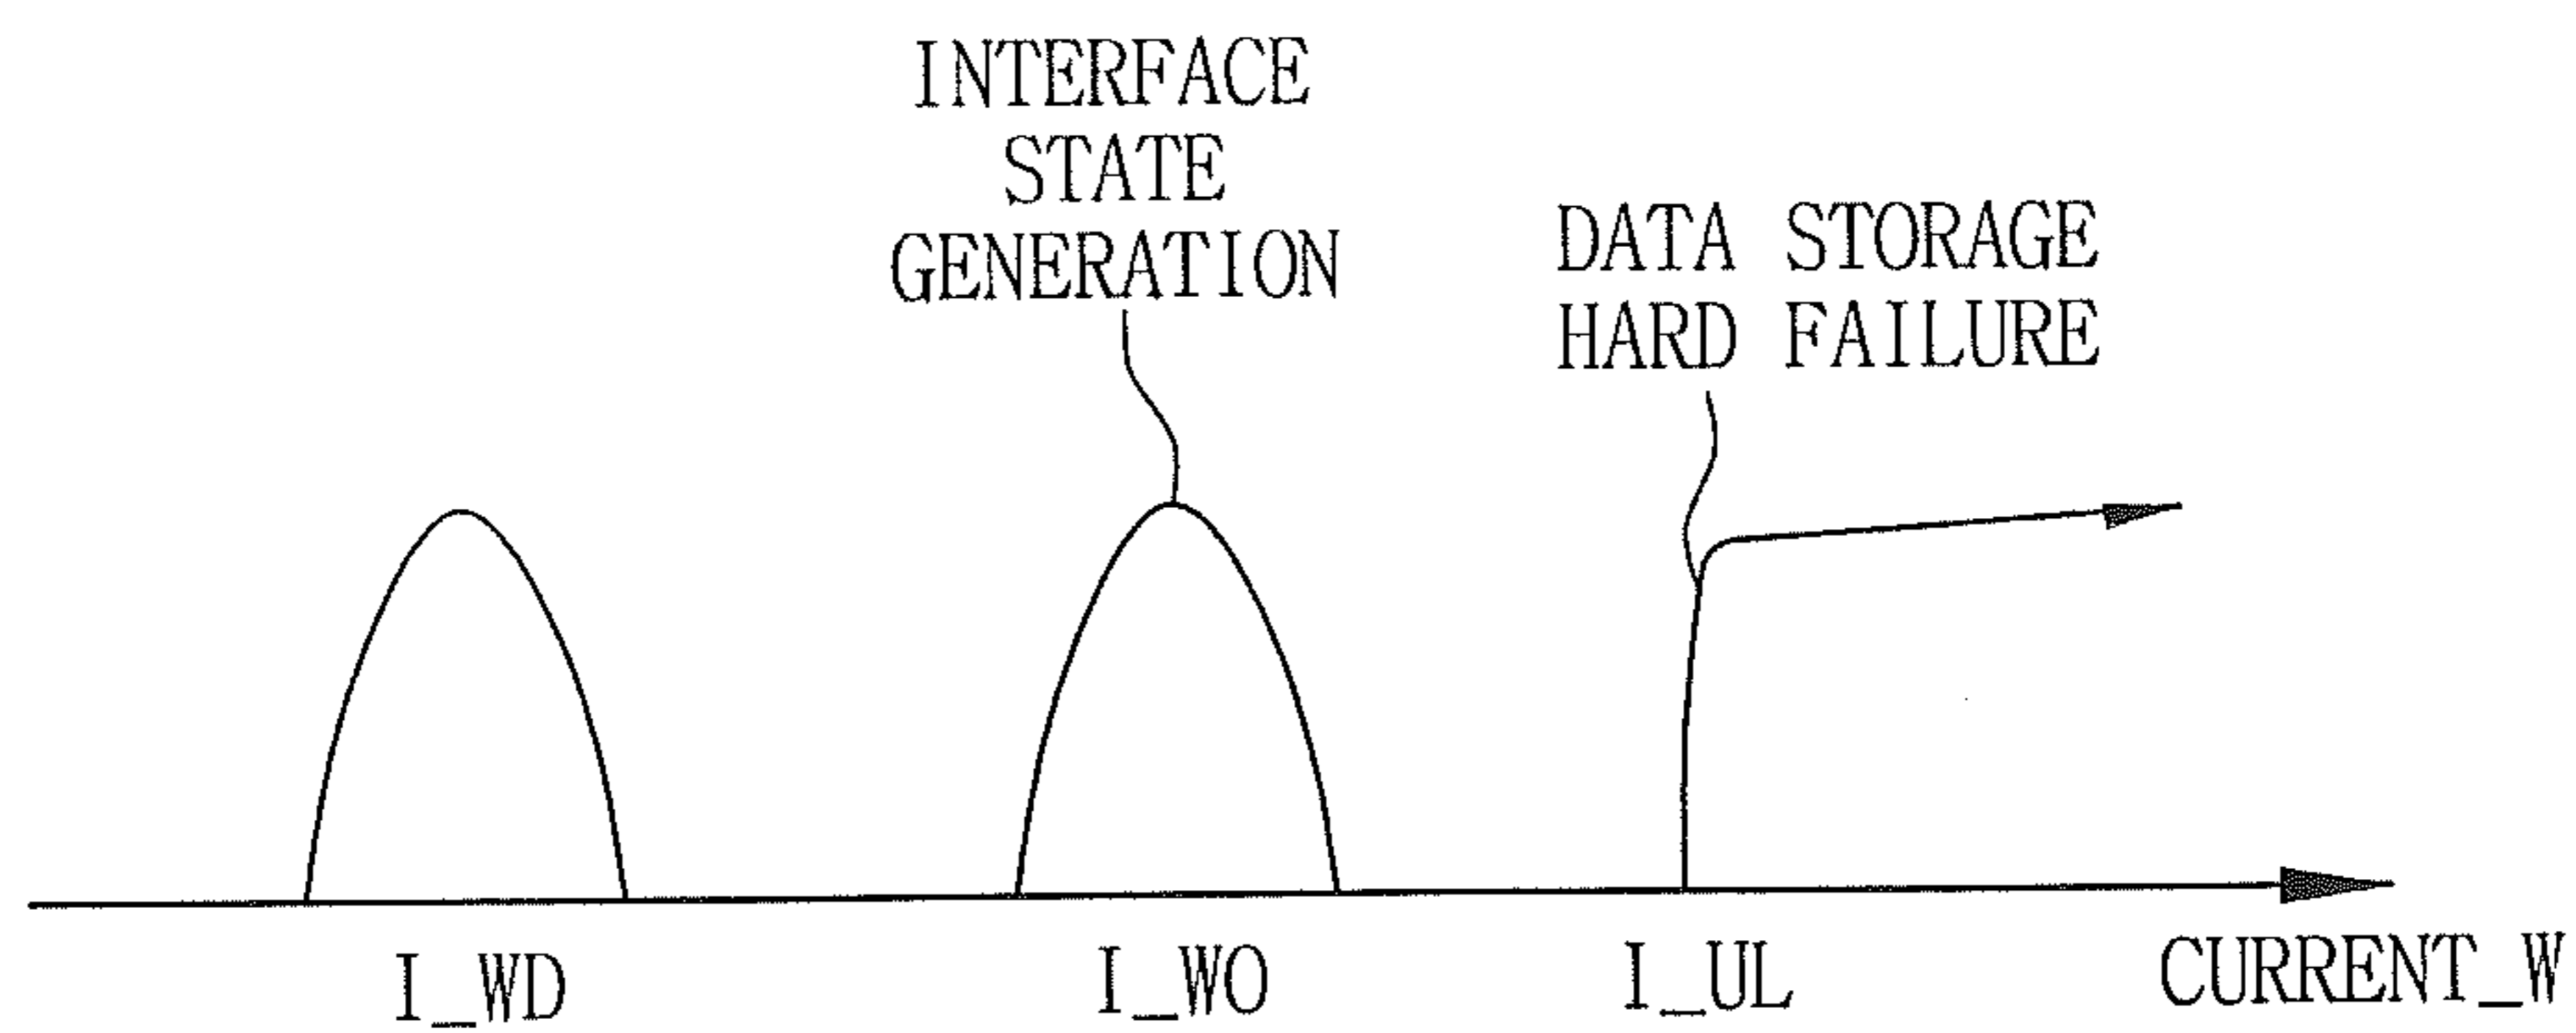 INTERFACE
STATE
GENERATION
DATA STORAGE
HARD FAILURE
I_WD
I_WO
I_UL
CURRENT_W